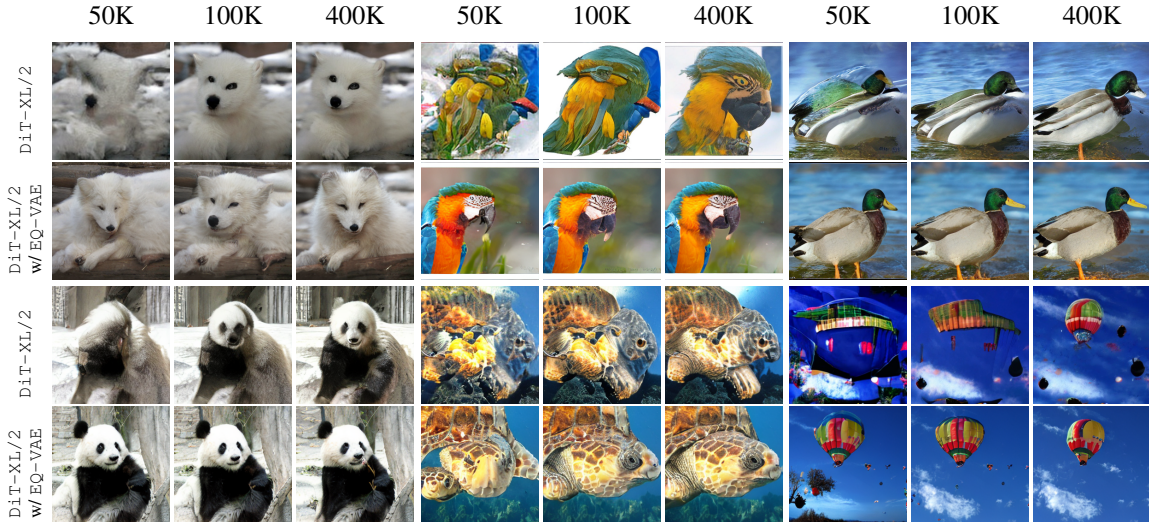 50K 100K 400K 50K 100K 400K 50K 100K 400K
DiT-XL/2
DiT-XL/2
w/ EQ-VAE
DiT-XL/2
DiT-XL/2
w/ EQ-VAE